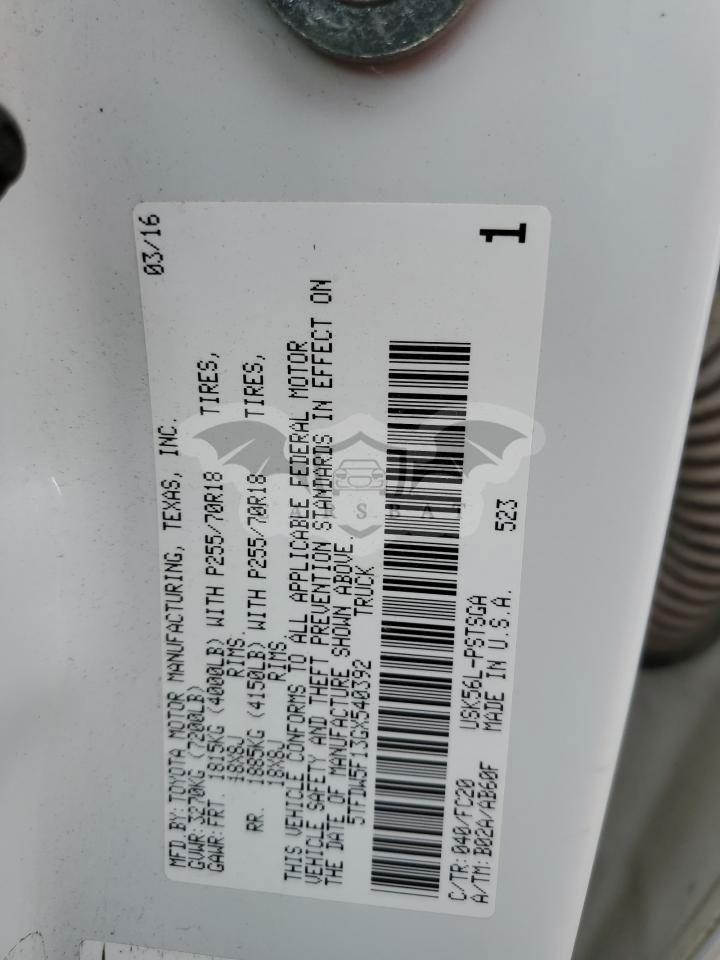 MFD.BY:TOYOTA MOTOR MANUFACTURING, TEXAS, INC. 03/16
GVWR: 3270KG (7200LB)
GAWR:FRT. 1815KG (4000LB) WITH P255/70R18 TIRES,
18X8J RIMS.
RR. 1885KG (4150LB) WITH P255/70R18 TIRES,
18X8J RIMS
THIS VEHICLE CONFORMS TO ALL APPLICABLE FEDERAL MOTOR
VEHICLE SAFETY AND THEFT PREVENTION STANDARDS IN EFFECT ON
THE DATE OF MANUFACTURE SHOWN ABOVE.
5TFDW5F13GX540392 TRUCK
C/TR:040/FC20 USK56L-PSTSGA
A/TM:B02A/AB60F MADE IN U.S.A. 523
1
CARSBAT